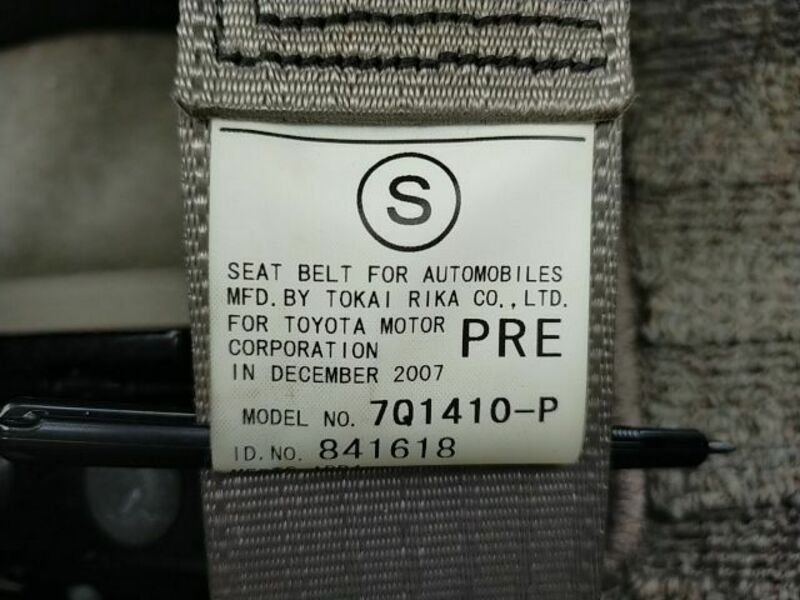 S
SEAT BELT FOR AUTOMOBILES
MFD. BY TOKAI RIKA CO., LTD.
FOR TOYOTA MOTOR
CORPORATION
PRE
IN DECEMBER 2007
MODEL NO. 7Q1410-P
ID. NO. 841618